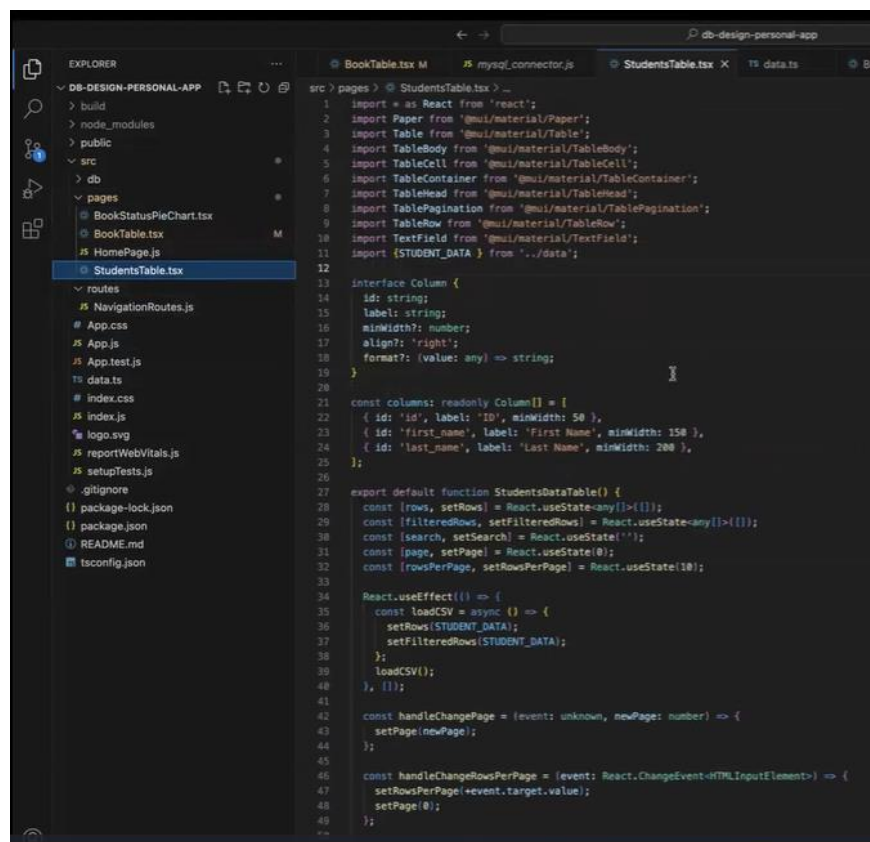 db-design-personal-app
EXPLORER
BookTable.tsx M
JS mysql_connector.js
StudentsTable.tsx
TS data.ts
DB-DESIGN-PERSONAL-APP
build
node_modules
public
src
db
pages
BookStatusPieChart.tsx
BookTable.tsx M
JS HomePage.js
StudentsTable.tsx
routes
JS NavigationRoutes.js
# App.css
JS App.js
JS App.test.js
TS data.ts
# index.css
JS index.js
logo.svg
JS reportWebVitals.js
JS setupTests.js
.gitignore
{} package-lock.json
{} package.json
README.md
tsconfig.json
1
src > pages > StudentsTable.tsx > ...
1 import * as React from 'react';
2 import Paper from '@mui/material/Paper';
3 import Table from '@mui/material/Table';
4 import TableBody from '@mui/material/TableBody';
5 import TableCell from '@mui/material/TableCell';
6 import TableContainer from '@mui/material/TableContainer';
7 import TableHead from '@mui/material/TableHead';
8 import TablePagination from '@mui/material/TablePagination';
9 import TableRow from '@mui/material/TableRow';
10 import TextField from '@mui/material/TextField';
11 import {STUDENT_DATA } from '../data';
12
13 interface Column {
14 id: string;
15 label: string;
16 minWidth?: number;
17 align?: 'right';
18 format?: (value: any) => string;
19 }
20
21 const columns: readonly Column[] = [
22 { id: 'id', label: 'ID', minWidth: 50 },
23 { id: 'first_name', label: 'First Name', minWidth: 150 },
24 { id: 'last_name', label: 'Last Name', minWidth: 200 },
25 ];
26
27 export default function StudentsDataTable() {
28 const [rows, setRows] = React.useState<any[]>([]);
29 const [filteredRows, setFilteredRows] = React.useState<any[]>([]);
30 const [search, setSearch] = React.useState('');
31 const [page, setPage] = React.useState(0);
32 const [rowsPerPage, setRowsPerPage] = React.useState(10);
33
34 React.useEffect(() => {
35 const loadCSV = async () => {
36 setRows(STUDENT_DATA);
37 setFilteredRows(STUDENT_DATA);
38 };
39 loadCSV();
40 }, []);
41
42 const handleChangePage = (event: unknown, newPage: number) => {
43 setPage(newPage);
44 };
45
46 const handleChangeRowsPerPage = (event: React.ChangeEvent<HTMLInputElement>) => {
47 setRowsPerPage(+event.target.value);
48 setPage(0);
49 };